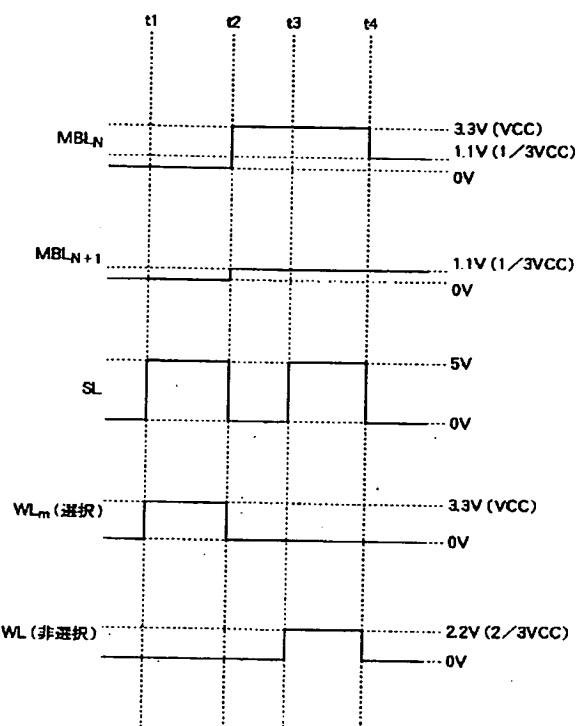 t1 t2 t3 t4
MBLN
3.3V (VCC)
1.1V (1/3VCC)
0V
MBLN+1
1.1V (1/3VCC)
0V
SL
5V
0V
WLm (選択)
3.3V (VCC)
0V
WL (非選択)
2.2V (2/3VCC)
0V